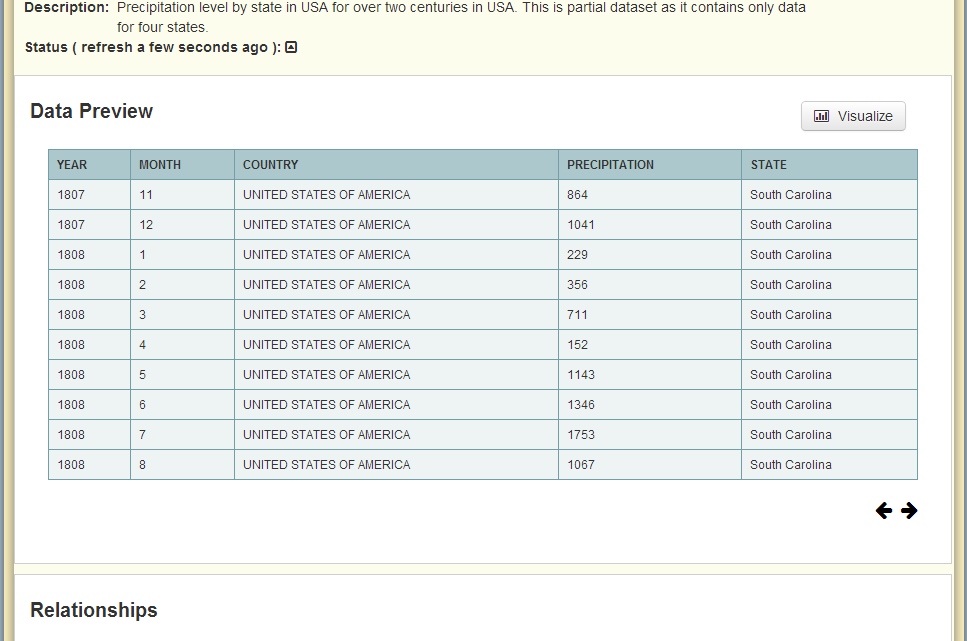 Description: Precipitation level by state in USA for over two centuries in USA. This is partial dataset as it contains only data
for four states.
Status ( refresh a few seconds ago ):
Data Preview
Visualize
YEAR MONTH COUNTRY PRECIPITATION STATE
1807 11 UNITED STATES OF AMERICA 864 South Carolina
1807 12 UNITED STATES OF AMERICA 1041 South Carolina
1808 1 UNITED STATES OF AMERICA 229 South Carolina
1808 2 UNITED STATES OF AMERICA 356 South Carolina
1808 3 UNITED STATES OF AMERICA 711 South Carolina
1808 4 UNITED STATES OF AMERICA 152 South Carolina
1808 5 UNITED STATES OF AMERICA 1143 South Carolina
1808 6 UNITED STATES OF AMERICA 1346 South Carolina
1808 7 UNITED STATES OF AMERICA 1753 South Carolina
1808 8 UNITED STATES OF AMERICA 1067 South Carolina
Relationships